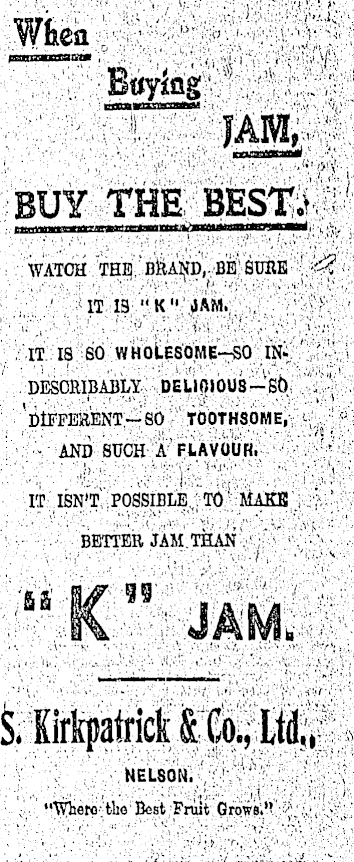 When
Buying
JAM,
BUY THE BEST.
WATCH THE BRAND, BE SURE
IT IS "K" JAM.
IT IS SO WHOLESOME—SO IN-
DESCRIBABLY DELICIOUS—SO
DIFFERENT—SO TOOTHSOME,
AND SUCH A FLAVOUR.
IT ISN'T POSSIBLE TO MAKE
BETTER JAM THAN
"K" JAM.
S. Kirkpatrick & Co., Ltd.,
NELSON.
"Where the Best Fruit Grows."